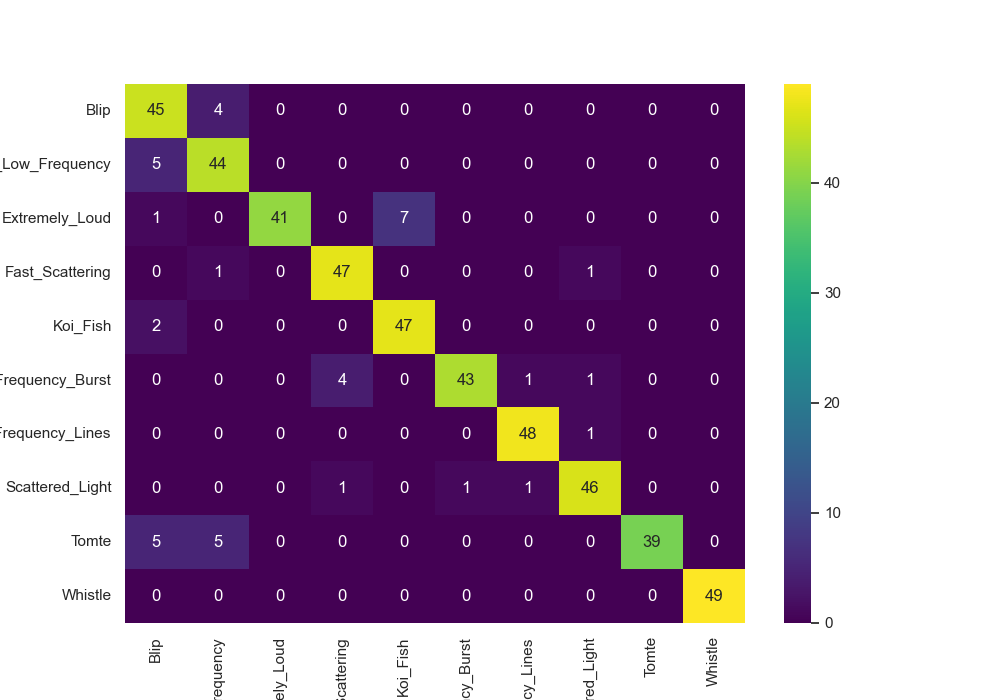 Blip 45 4 0 0 0 0 0 0 0 0
_Low_Frequency 5 44 0 0 0 0 0 0 0 0
Extremely_Loud 1 0 41 0 7 0 0 0 0 0
Fast_Scattering 0 1 0 47 0 0 0 1 0 0
Koi_Fish 2 0 0 0 47 0 0 0 0 0
Frequency_Burst 0 0 0 4 0 43 1 1 0 0
Frequency_Lines 0 0 0 0 0 0 48 1 0 0
Scattered_Light 0 0 0 1 0 1 1 46 0 0
Tomte 5 5 0 0 0 0 0 0 39 0
Whistle 0 0 0 0 0 0 0 0 0 49
Blip
requency
ely_Loud
Scattering
Koi_Fish
cy_Burst
cy_Lines
red_Light
Tomte
Whistle
40
30
20
10
0